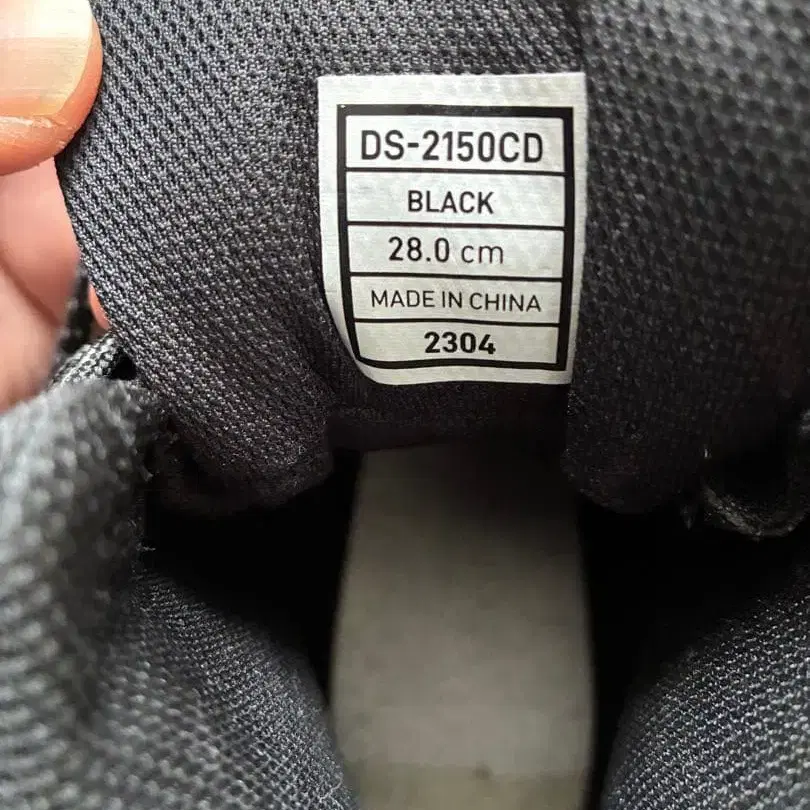 DS-2150CD
BLACK
28.0 cm
MADE IN CHINA
2304